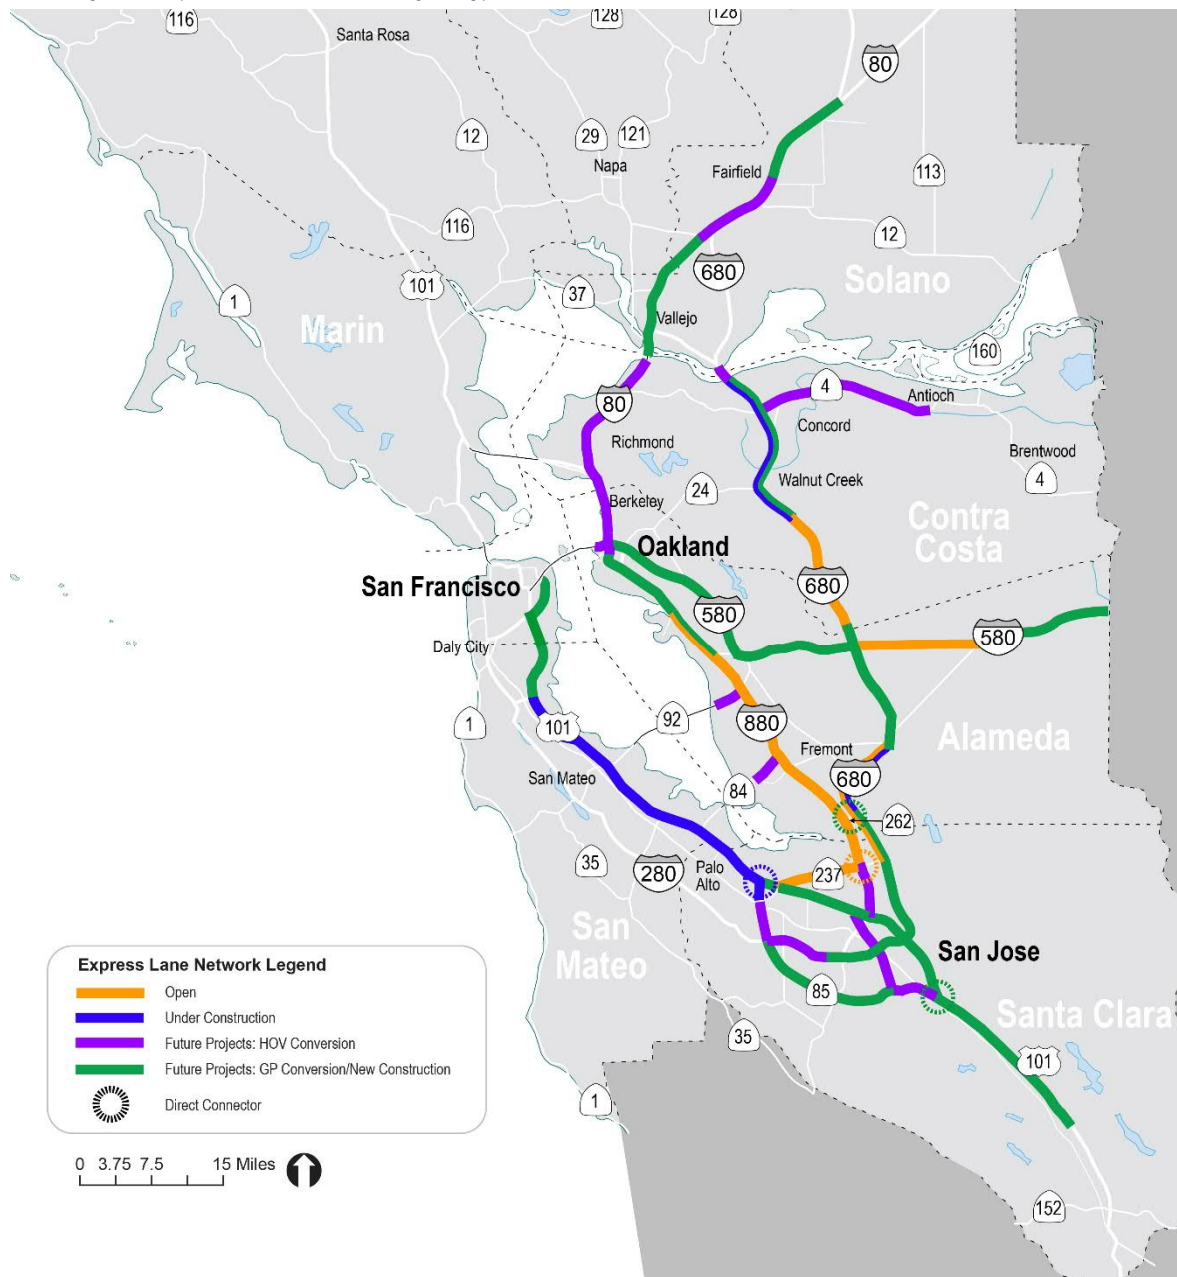 116
128
128
Santa Rosa
80
12
29
121
Napa
Fairfield
113
116
12
680
Solano
101
37
1
Marin
Vallejo
160
80
4
Antioch
Concord
Richmond
Brentwood
Walnut Creek
4
24
Berkeley
Contra
Costa
Oakland
San Francisco
680
580
580
Daly City
92
880
1
101
Fremont
Alameda
680
San Mateo
84
262
35
280
Palo
Alto
237
San
Mateo
San Jose
85
Santa Clara
35
101
1
152
Express Lane Network Legend
Open
Under Construction
Future Projects: HOV Conversion
Future Projects: GP Conversion/New Construction
Direct Connector
0 3.75 7.5 15 Miles